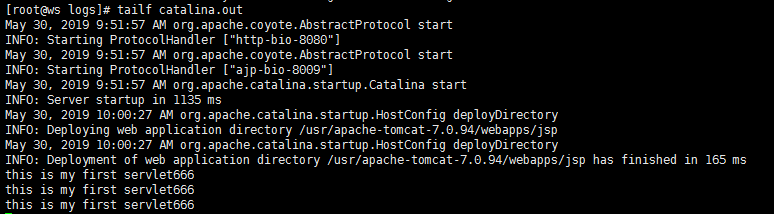 [root@ws logs]# tailf catalina.out
May 30, 2019 9:51:57 AM org.apache.coyote.AbstractProtocol start
INFO: Starting ProtocolHandler ["http-bio-8080"]
May 30, 2019 9:51:57 AM org.apache.coyote.AbstractProtocol start
INFO: Starting ProtocolHandler ["ajp-bio-8009"]
May 30, 2019 9:51:57 AM org.apache.catalina.startup.Catalina start
INFO: Server startup in 1135 ms
May 30, 2019 10:00:27 AM org.apache.catalina.startup.HostConfig deployDirectory
INFO: Deploying web application directory /usr/apache-tomcat-7.0.94/webapps/jsp
May 30, 2019 10:00:27 AM org.apache.catalina.startup.HostConfig deployDirectory
INFO: Deployment of web application directory /usr/apache-tomcat-7.0.94/webapps/jsp has finished in 165 ms
this is my first servlet666
this is my first servlet666
this is my first servlet666